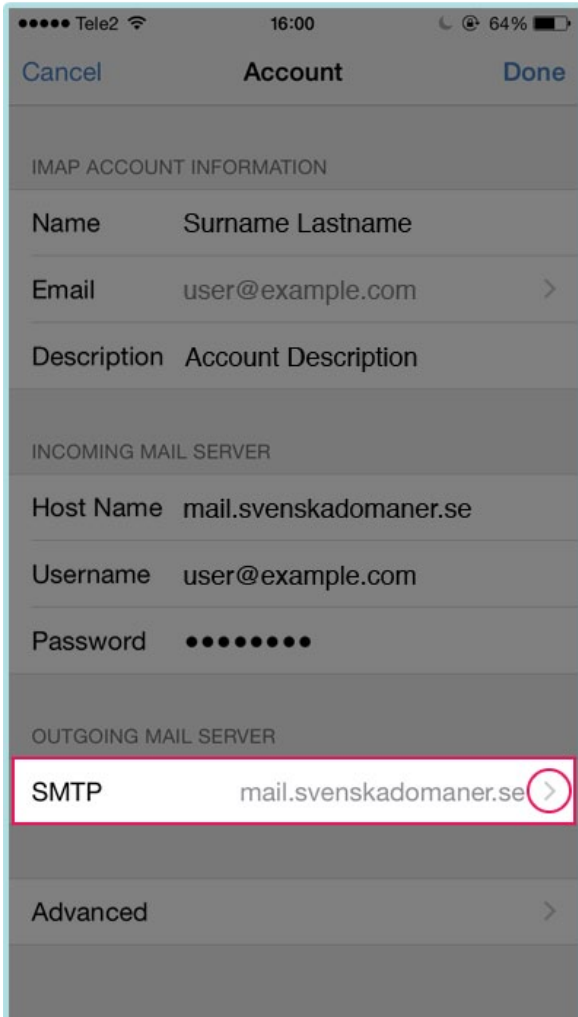 Tele2 16:00 64%
Cancel Account Done
IMAP ACCOUNT INFORMATION
Name Surname Lastname
Email user@example.com
Description Account Description
INCOMING MAIL SERVER
Host Name mail.svenskadomaner.se
Username user@example.com
Password ••••••••
OUTGOING MAIL SERVER
SMTP mail.svenskadomaner.se
Advanced